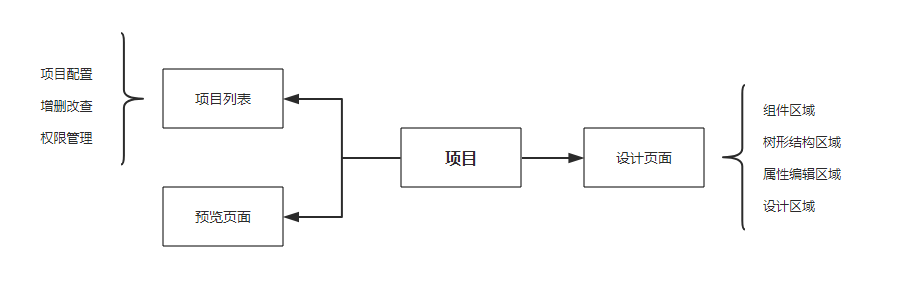 项目配置
增删改查
权限管理
项目列表
预览页面
项目
设计页面
组件区域
树形结构区域
属性编辑区域
设计区域